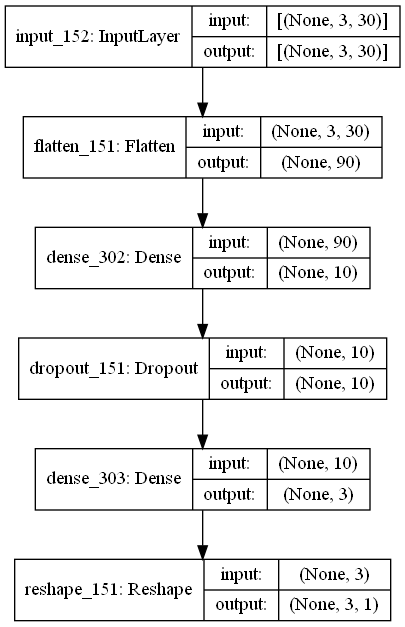 input_152: InputLayer
input: [(None, 3, 30)]
output: [(None, 3, 30)]
flatten_151: Flatten
input: (None, 3, 30)
output: (None, 90)
dense_302: Dense
input: (None, 90)
output: (None, 10)
dropout_151: Dropout
input: (None, 10)
output: (None, 10)
dense_303: Dense
input: (None, 10)
output: (None, 3)
reshape_151: Reshape
input: (None, 3)
output: (None, 3, 1)